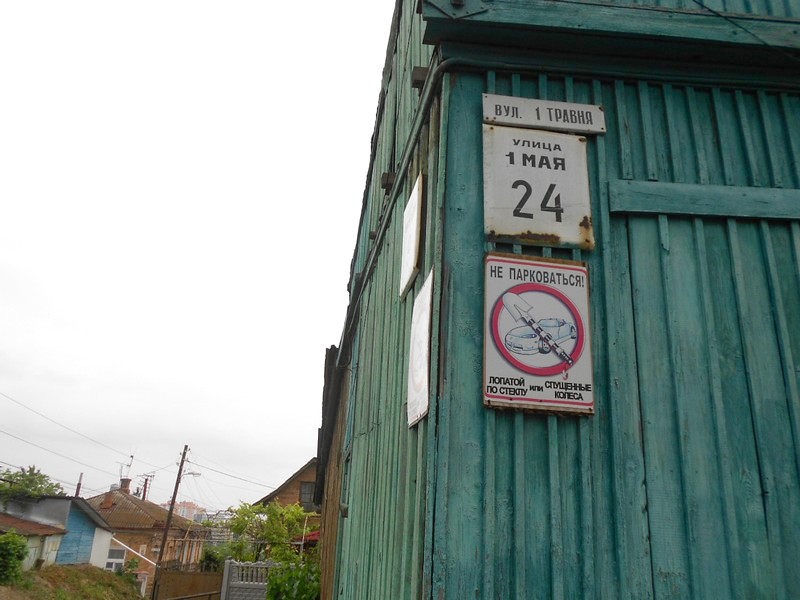 ВУЛ. 1 ТРАВНЯ
УЛИЦА
1 МАЯ
24
НЕ ПАРКОВАТЬСЯ!
ЛОПАТОЙ ПО СТЕКЛУ
или
СПУЩЕННЫЕ КОЛЕСА